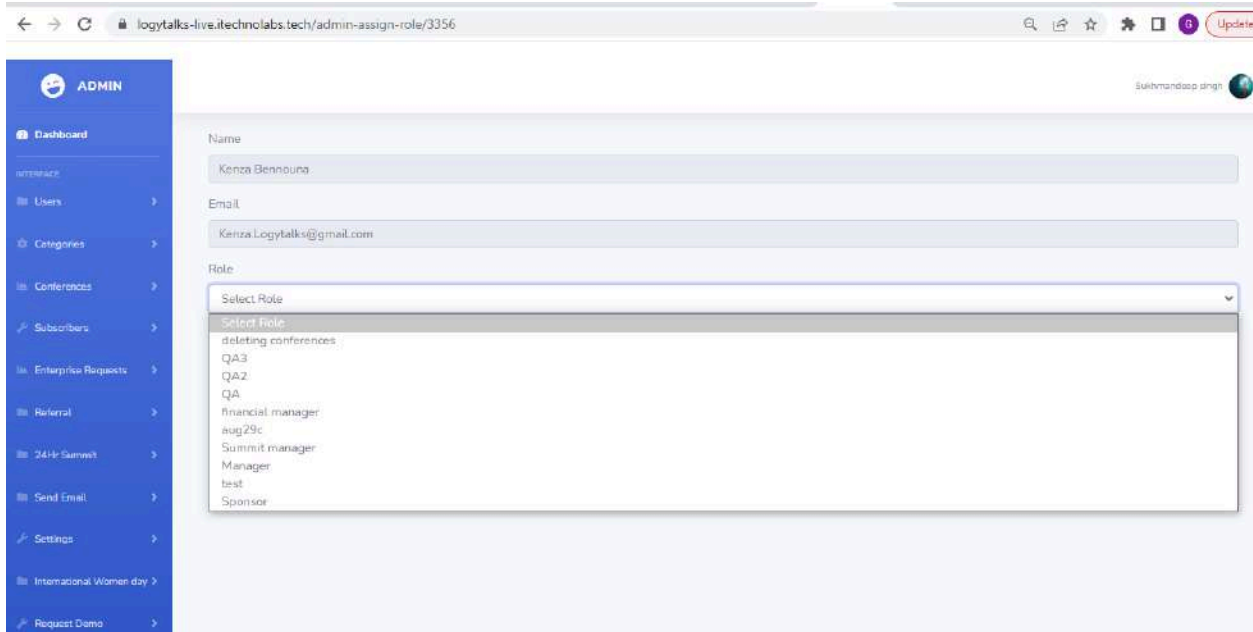 logytalks-live.itechnolabs.tech/admin-assign-role/3356
G
Update
ADMIN
Sukhmandeep singh
Dashboard
INTERFACE
Users
Categories
Conferences
Subscribers
Enterprise Requests
Referral
24Hr Summit
Send Email
Settings
International Women day
Request Demo
Name
Kenza Bennouna
Email
Kenza.Logytalks@gmail.com
Role
Select Role
Select Role
deleting conferences
QA3
QA2
QA
financial manager
aug29c
Summit manager
Manager
test
Sponsor